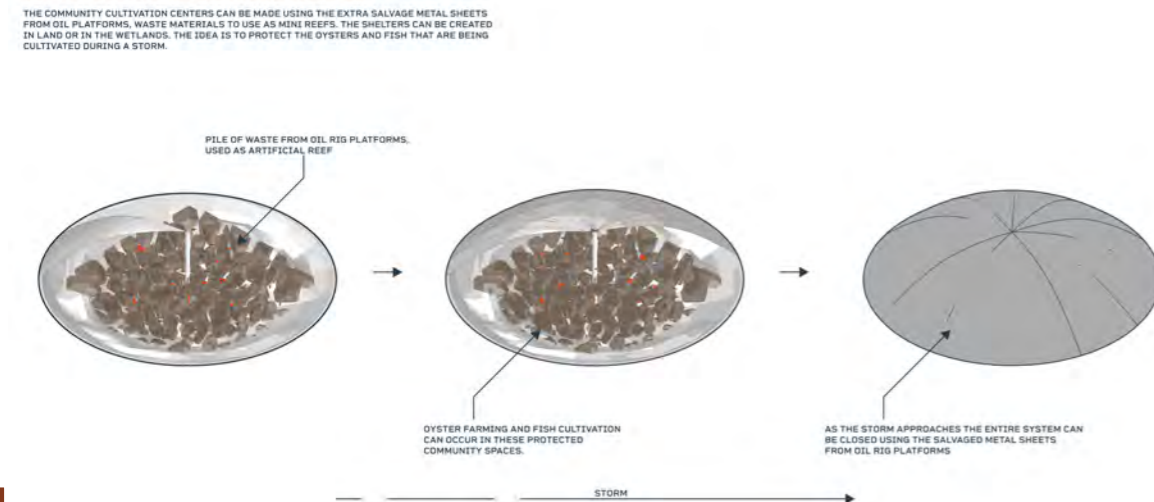 THE COMMUNITY CULTIVATION CENTERS CAN BE MADE USING THE EXTRA SALVAGE METAL SHEETS
FROM OIL PLATFORMS, WASTE MATERIALS TO USE AS MINI REEFS. THE SHELTERS CAN BE CREATED
IN LAND OR IN THE WETLANDS. THE IDEA IS TO PROTECT THE OYSTERS AND FISH THAT ARE BEING
CULTIVATED DURING A STORM.
PILE OF WASTE FROM OIL RIG PLATFORMS,
USED AS ARTIFICIAL REEF
OYSTER FARMING AND FISH CULTIVATION
CAN OCCUR IN THESE PROTECTED
COMMUNITY SPACES.
AS THE STORM APPROACHES THE ENTIRE SYSTEM CAN
BE CLOSED USING THE SALVAGED METAL SHEETS
FROM OIL RIG PLATFORMS
STORM